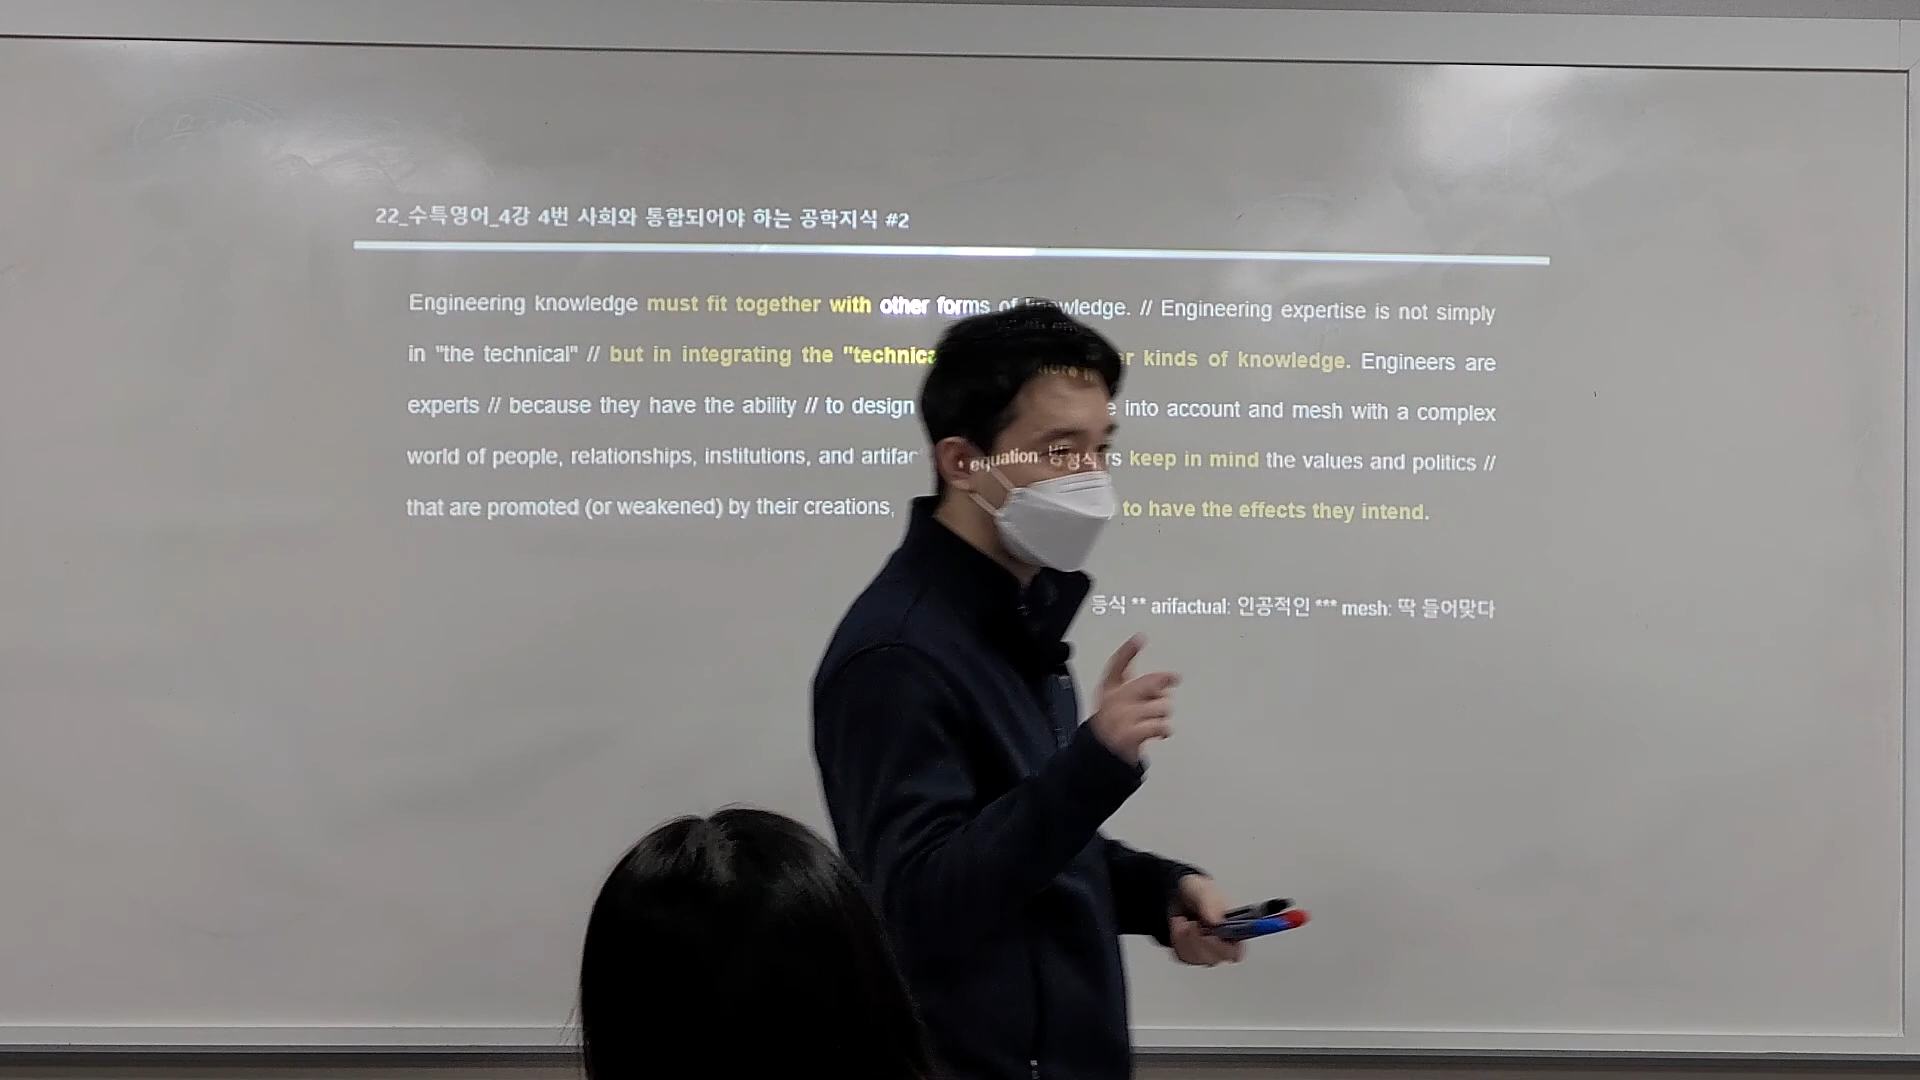 22_수특영어_4강 4번 사회와 통합되어야 하는 공학지식 #2
Engineering knowledge must fit together with other forms of knowledge. // Engineering expertise is not simply
in "the technical" // but in integrating the "technica kinds of knowledge. Engineers are
experts // because they have the ability // to design into account and mesh with a complex
world of people, relationships, institutions, and artifac keep in mind the values and politics //
that are promoted (or weakened) by their creations, to have the effects they intend.
* equation: 방정식
등식 ** arifactual: 인공적인 *** mesh: 딱 들어맞다